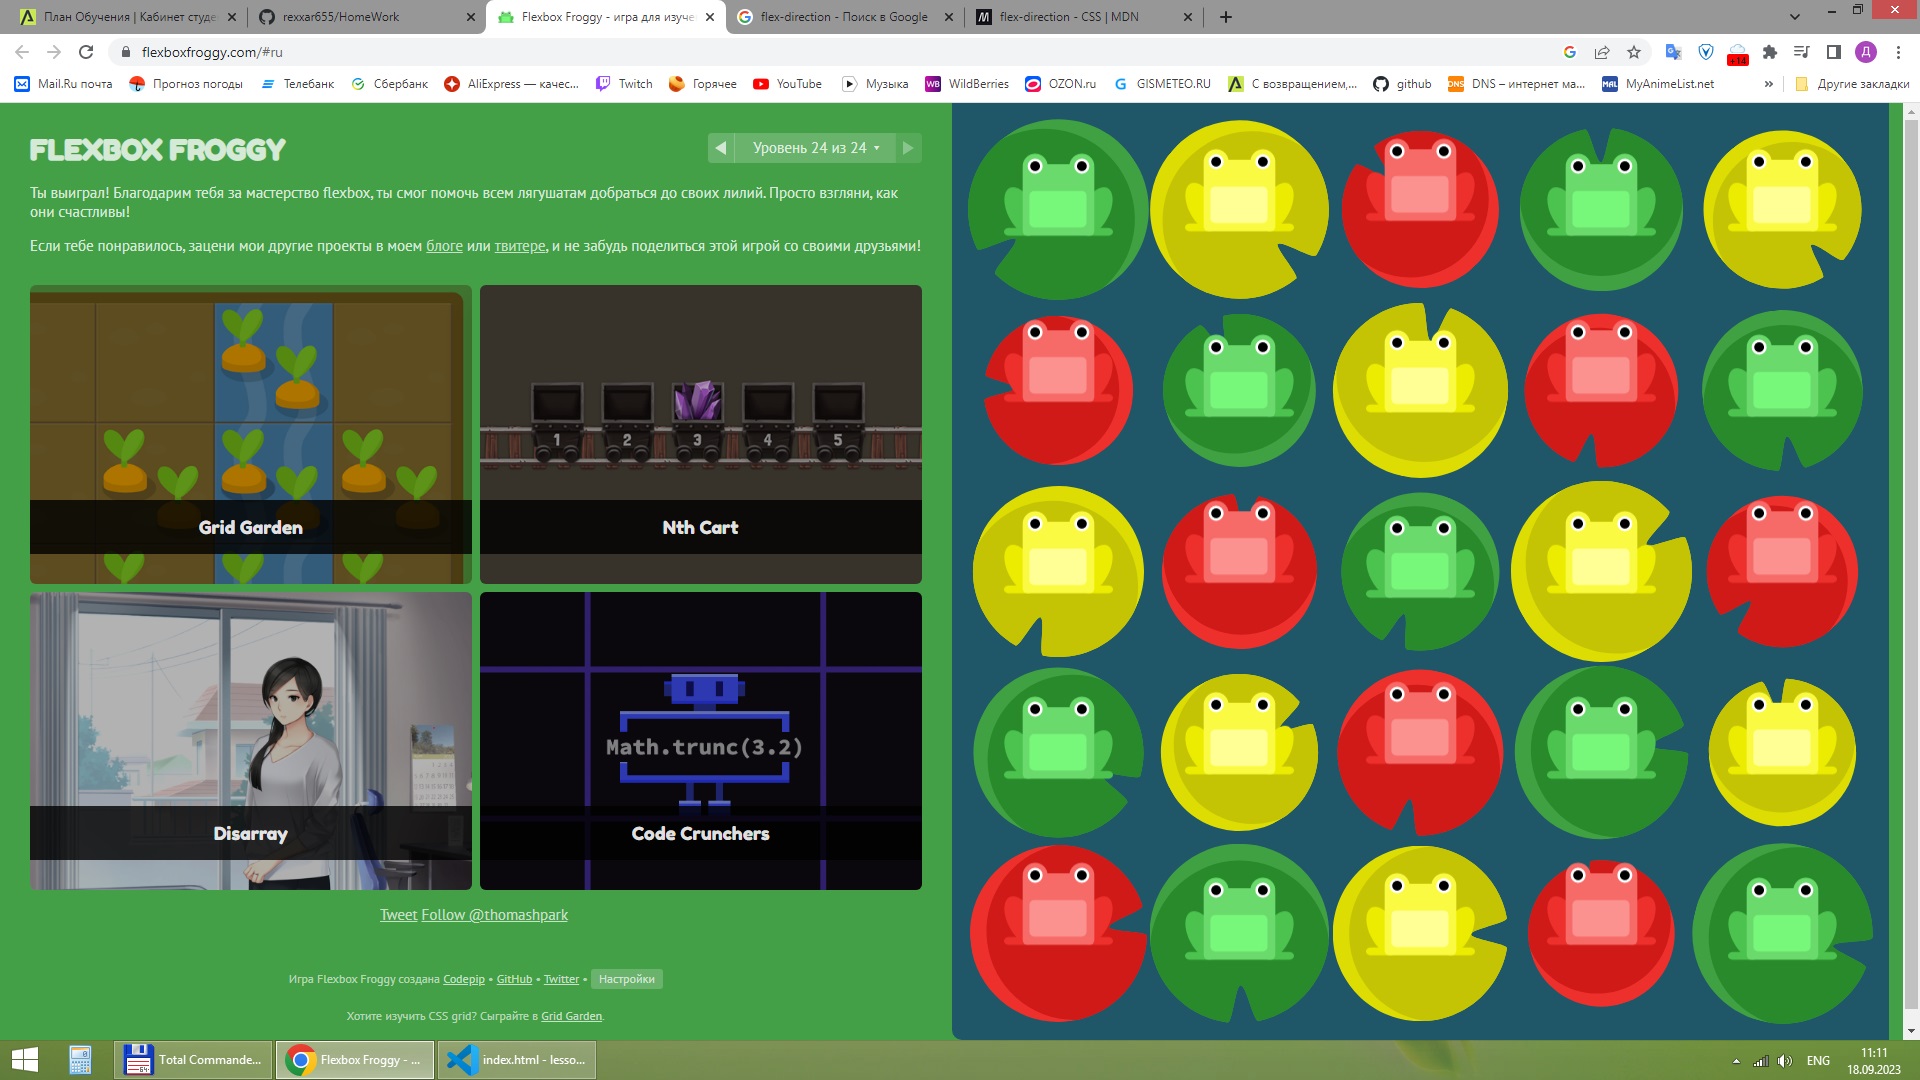 План Обучения | Кабинет студе
rexxar655/HomeWork
Flexbox Froggy - игра для изуче
flex-direction - Поиск в Google
flex-direction - CSS | MDN
flexboxfroggy.com/#ru
+14
Д
Mail.Ru почта
Прогноз погоды
Телебанк
Сбербанк
AliExpress — качес...
Twitch
Горячее
YouTube
Музыка
WB WildBerries
OZON.ru
GISMETEO.RU
С возвращением,...
github
DNS DNS – интернет ма...
MAL MyAnimeList.net
Другие закладки
FLEXBOX FROGGY
Уровень 24 из 24
Ты выиграл! Благодарим тебя за мастерство flexbox, ты смог помочь всем лягушатам добраться до своих лилий. Просто взгляни, как
они счастливы!
Если тебе понравилось, зацени мои другие проекты в моем блоге или твитере, и не забудь поделиться этой игрой со своими друзьями!
1 2 3 4 5
Grid Garden
Nth Cart
Math.trunc(3.2)
Disarray
Code Crunchers
Tweet Follow @thomashpark
Игра Flexbox Froggy создана Codepip • GitHub • Twitter • Настройки
Хотите изучить CSS grid? Сыграйте в Grid Garden.
64
Total Commande...
Flexbox Froggy - ...
index.html - lesso...
ENG
11:11
18.09.2023